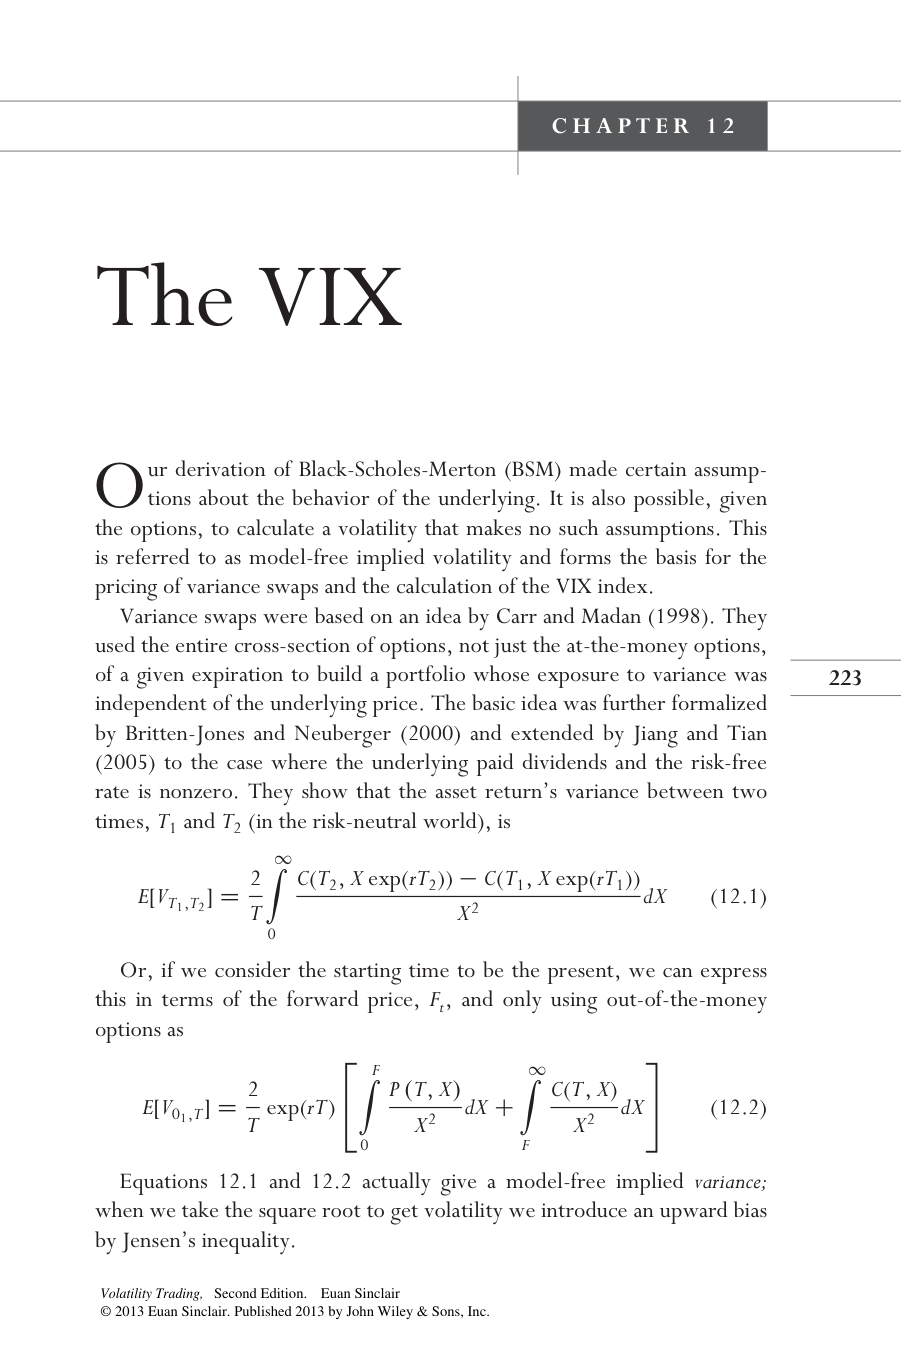 CHAPTER 12
The VIX
Our derivation of Black-Scholes-Merton (BSM) made certain assump-
tions about the behavior of the underlying. It is also possible, given
the options, to calculate a volatility that makes no such assumptions. This
is referred to as model-free implied volatility and forms the basis for the
pricing of variance swaps and the calculation of the VIX index.
Variance swaps were based on an idea by Carr and Madan (1998). They
used the entire cross-section of options, not just the at-the-money options,
of a given expiration to build a portfolio whose exposure to variance was
independent of the underlying price. The basic idea was further formalized
by Britten-Jones and Neuberger (2000) and extended by Jiang and Tian
(2005) to the case where the underlying paid dividends and the risk-free
rate is nonzero. They show that the asset return's variance between two
times, T₁ and T₂ (in the risk-neutral world), is
E[V_{T₁,T₂}] = \frac{2}{T} \int_0^∞ \frac{C(T₂, X exp(rT₂)) − C(T₁, X exp(rT₁))}{X²} dX (12.1)
Or, if we consider the starting time to be the present, we can express
this in terms of the forward price, F_t, and only using out-of-the-money
options as
E[V_{0₁,T}] = \frac{2}{T} exp(rT) [ \int_0^F \frac{P (T, X)}{X²} dX + \int_F^∞ \frac{C(T, X)}{X²} dX ] (12.2)
Equations 12.1 and 12.2 actually give a model-free implied variance;
when we take the square root to get volatility we introduce an upward bias
by Jensen's inequality.
223
Volatility Trading, Second Edition. Euan Sinclair
© 2013 Euan Sinclair. Published 2013 by John Wiley & Sons, Inc.